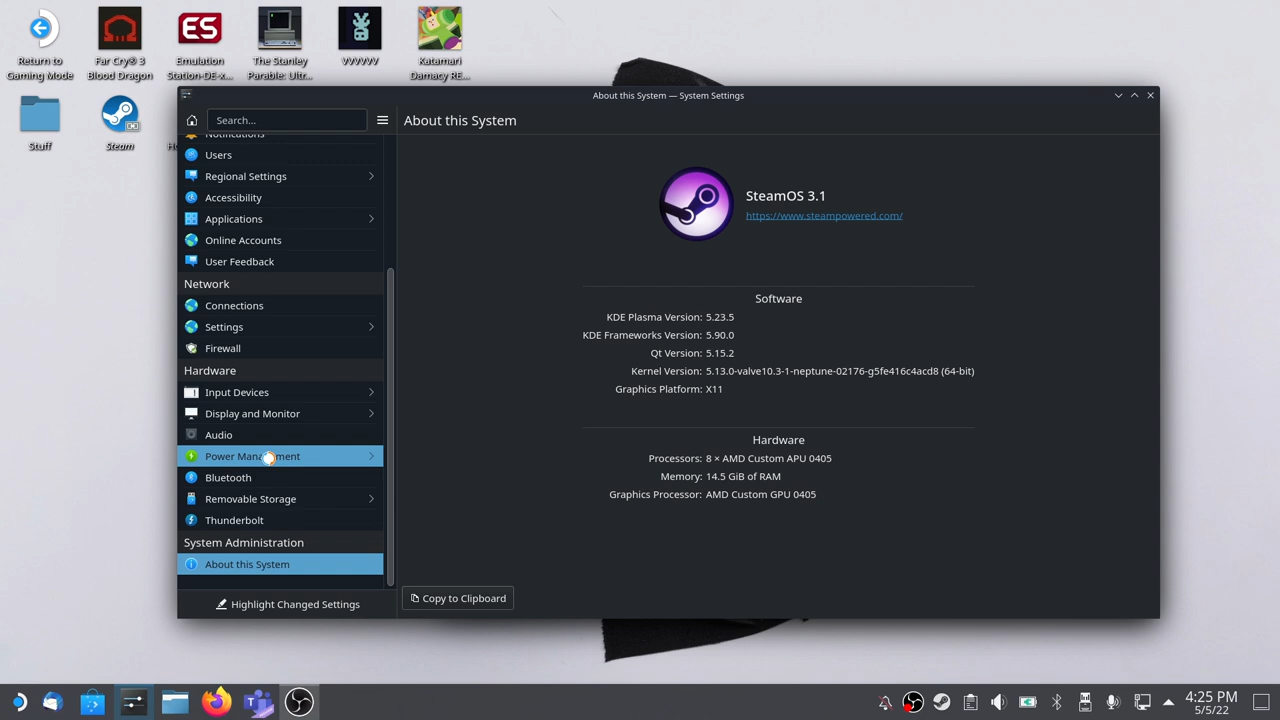 Return to
Gaming Mode
Far Cry® 3
Blood Dragon
ES
Emulation
Station-DE-x...
The Stanley
Parable: Ultr...
VVVVVV
Katamari
Damacy RE...
Stuff
Steam
About this System — System Settings
Search...
About this System
Notifications
Users
Regional Settings
Accessibility
Applications
Online Accounts
User Feedback
Network
Connections
Settings
Firewall
Hardware
Input Devices
Display and Monitor
Audio
Power Management
Bluetooth
Removable Storage
Thunderbolt
System Administration
About this System
Highlight Changed Settings
SteamOS 3.1
https://www.steampowered.com/
Software
KDE Plasma Version: 5.23.5
KDE Frameworks Version: 5.90.0
Qt Version: 5.15.2
Kernel Version: 5.13.0-valve10.3-1-neptune-02176-g5fe416c4acd8 (64-bit)
Graphics Platform: X11
Hardware
Processors: 8 × AMD Custom APU 0405
Memory: 14.5 GiB of RAM
Graphics Processor: AMD Custom GPU 0405
Copy to Clipboard
4:25 PM
5/5/22